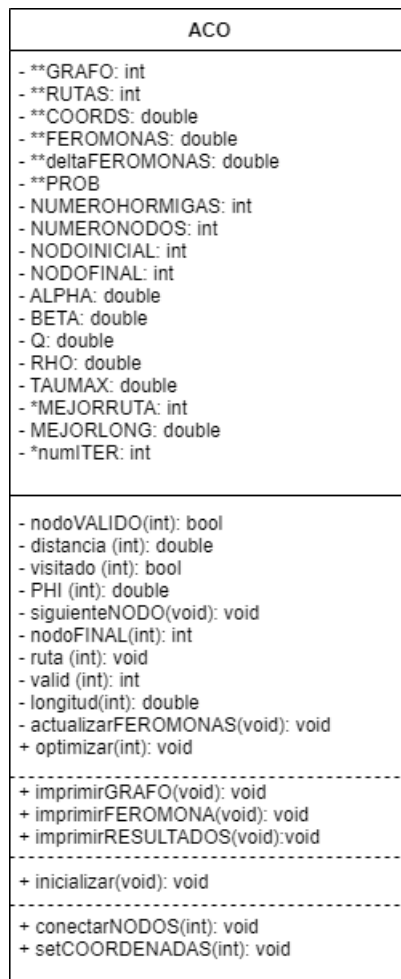 ACO
- **GRAFO: int
- **RUTAS: int
- **COORDS: double
- **FEROMONAS: double
- **deltaFEROMONAS: double
- **PROB
- NUMEROHORMIGAS: int
- NUMERONODOS: int
- NODOINICIAL: int
- NODOFINAL: int
- ALPHA: double
- BETA: double
- Q: double
- RHO: double
- TAUMAX: double
- *MEJORRUTA: int
- MEJORLONG: double
- *numITER: int
- nodoVALIDO(int): bool
- distancia (int): double
- visitado (int): bool
- PHI (int): double
- siguienteNODO(void): void
- nodoFINAL(int): int
- ruta (int): void
- valid (int): int
- longitud(int): double
- actualizarFEROMONAS(void): void
+ optimizar(int): void
+ imprimirGRAFO(void): void
+ imprimirFEROMONA(void): void
+ imprimirRESULTADOS(void):void
+ inicializar(void): void
+ conectarNODOS(int): void
+ setCOORDENADAS(int): void